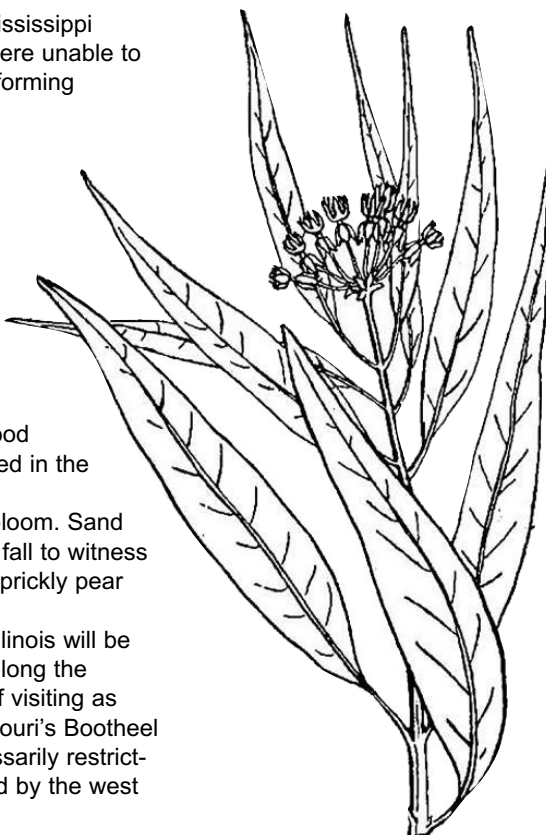 ississippi
ere unable to
forming
ood
ed in the
loom. Sand
fall to witness
prickly pear
linois will be
long the
f visiting as
ouri's Bootheel
ssarily restrict-
d by the west